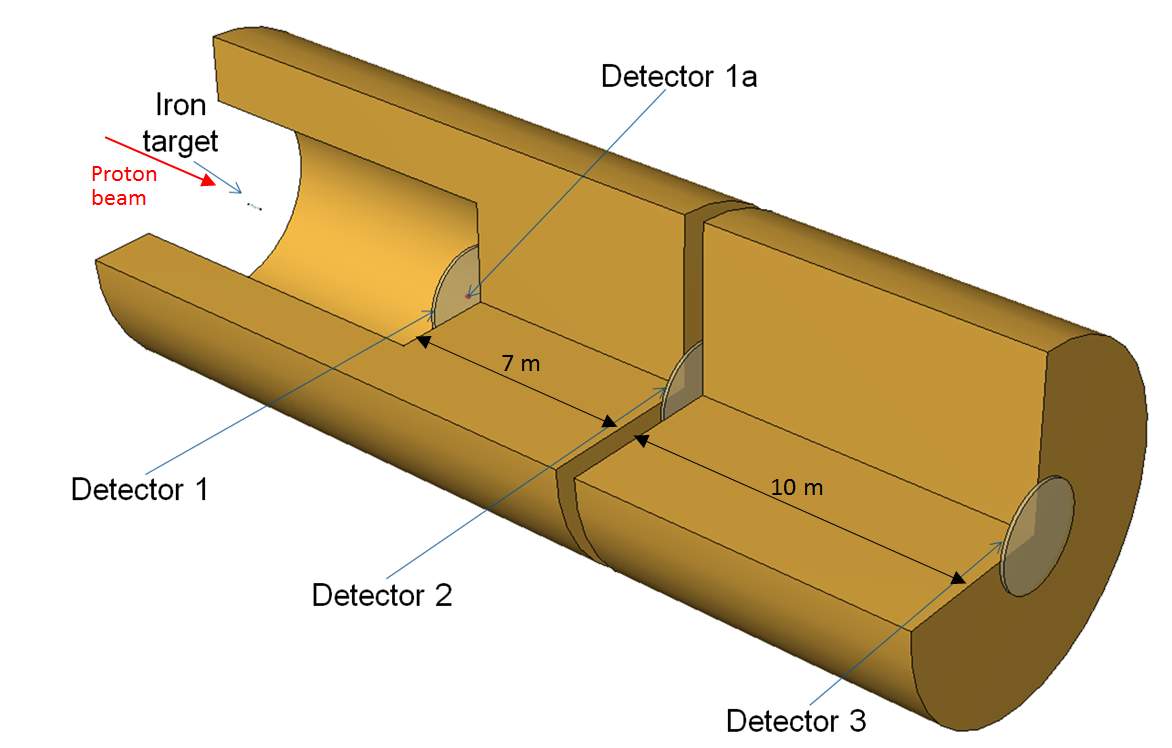 Detector 1a
Iron
target
Proton
beam
7 m
10 m
Detector 1
Detector 2
Detector 3